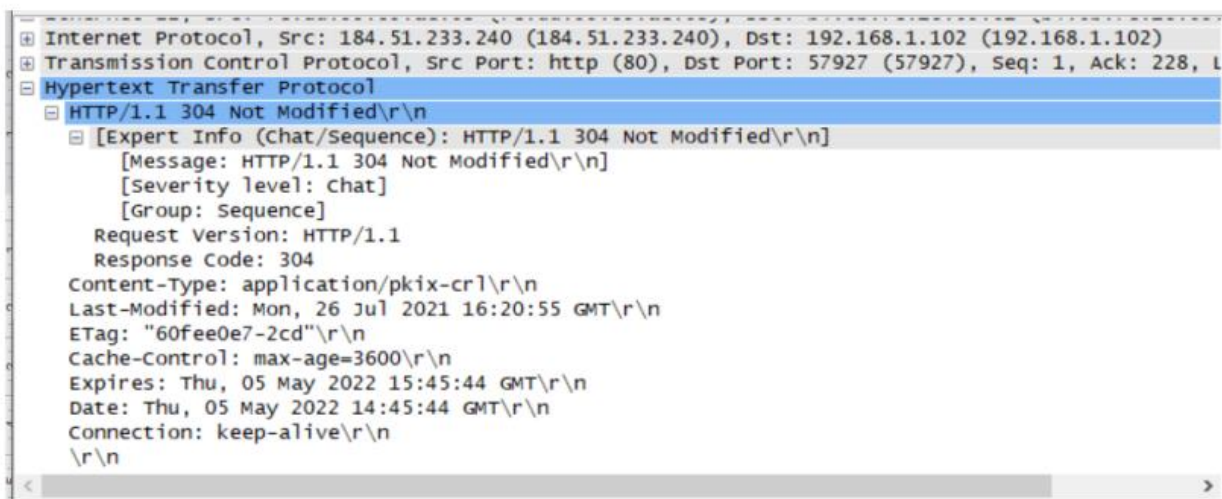 Internet Protocol, Src: 184.51.233.240 (184.51.233.240), Dst: 192.168.1.102 (192.168.1.102)
Transmission Control Protocol, Src Port: http (80), Dst Port: 57927 (57927), Seq: 1, Ack: 228, L
Hypertext Transfer Protocol
HTTP/1.1 304 Not Modified\r\n
[Expert Info (Chat/Sequence): HTTP/1.1 304 Not Modified\r\n]
[Message: HTTP/1.1 304 Not Modified\r\n]
[Severity level: Chat]
[Group: Sequence]
Request Version: HTTP/1.1
Response Code: 304
Content-Type: application/pkix-crl\r\n
Last-Modified: Mon, 26 Jul 2021 16:20:55 GMT\r\n
ETag: "60fee0e7-2cd"\r\n
Cache-Control: max-age=3600\r\n
Expires: Thu, 05 May 2022 15:45:44 GMT\r\n
Date: Thu, 05 May 2022 14:45:44 GMT\r\n
Connection: keep-alive\r\n
\r\n